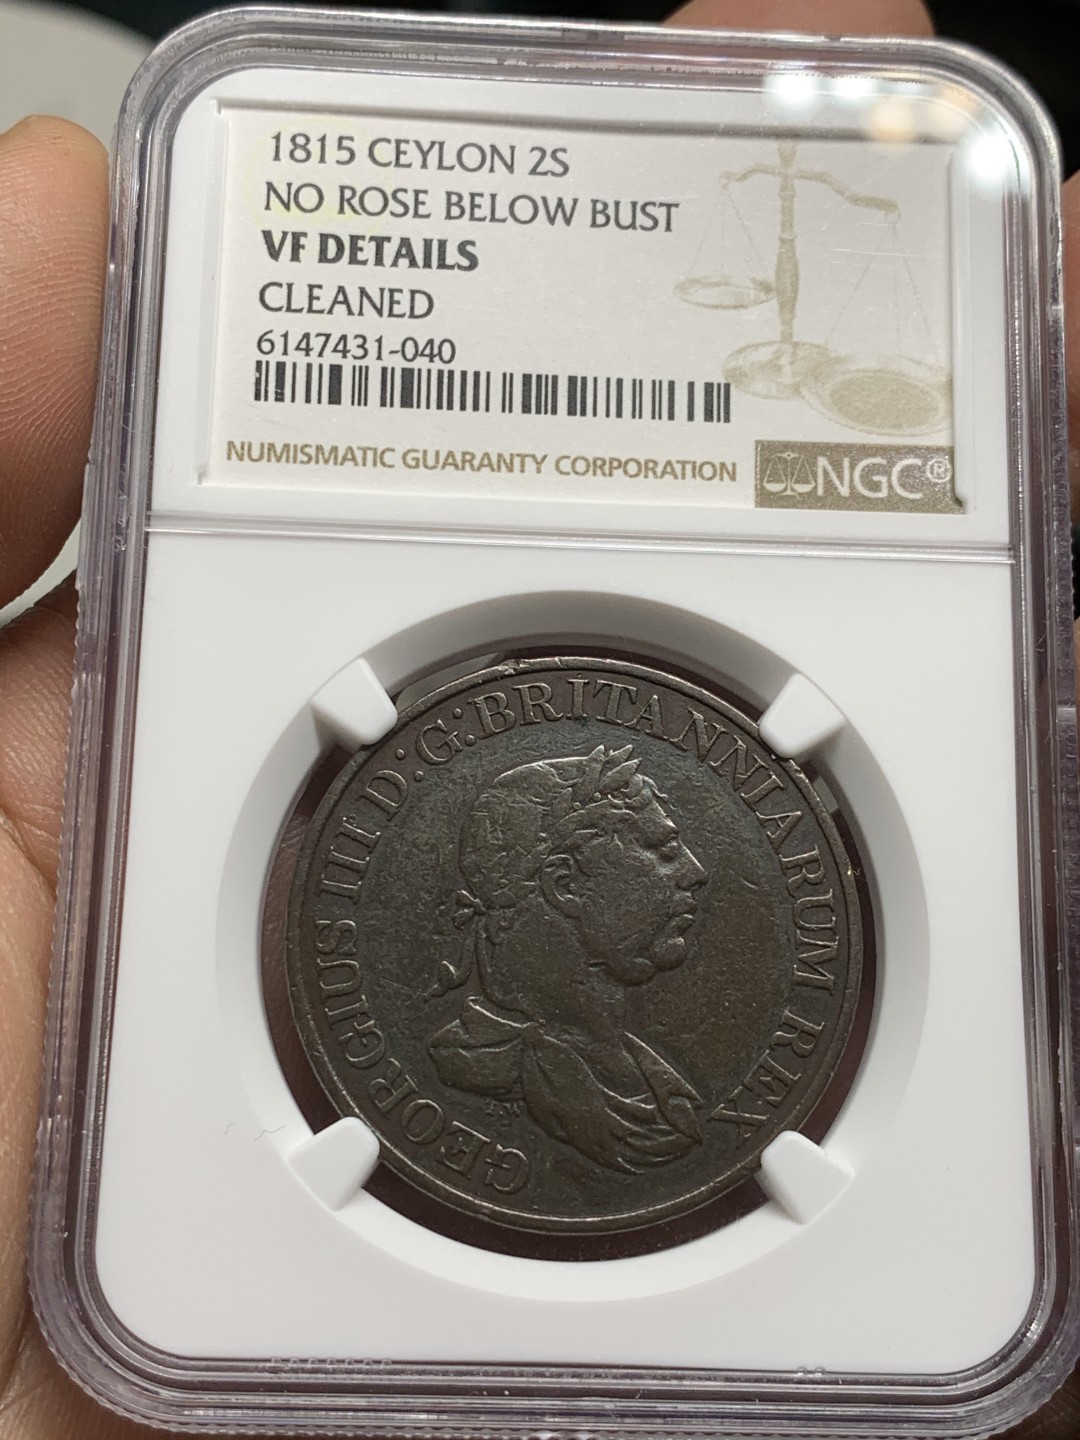 1815 CEYLON 2S
NO ROSE BELOW BUST
VF DETAILS
CLEANED
6147431-040
NUMISMATIC GUARANTY CORPORATION
NGC®
GEORGIUS III D:G:BRITANNIARUM REX
T.W